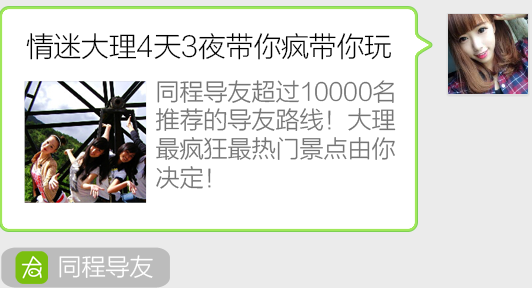 情迷大理4天3夜带你疯带你玩
同程导友超过10000名
推荐的导友路线！大理
最疯狂最热门景点由你
决定！
同程导友